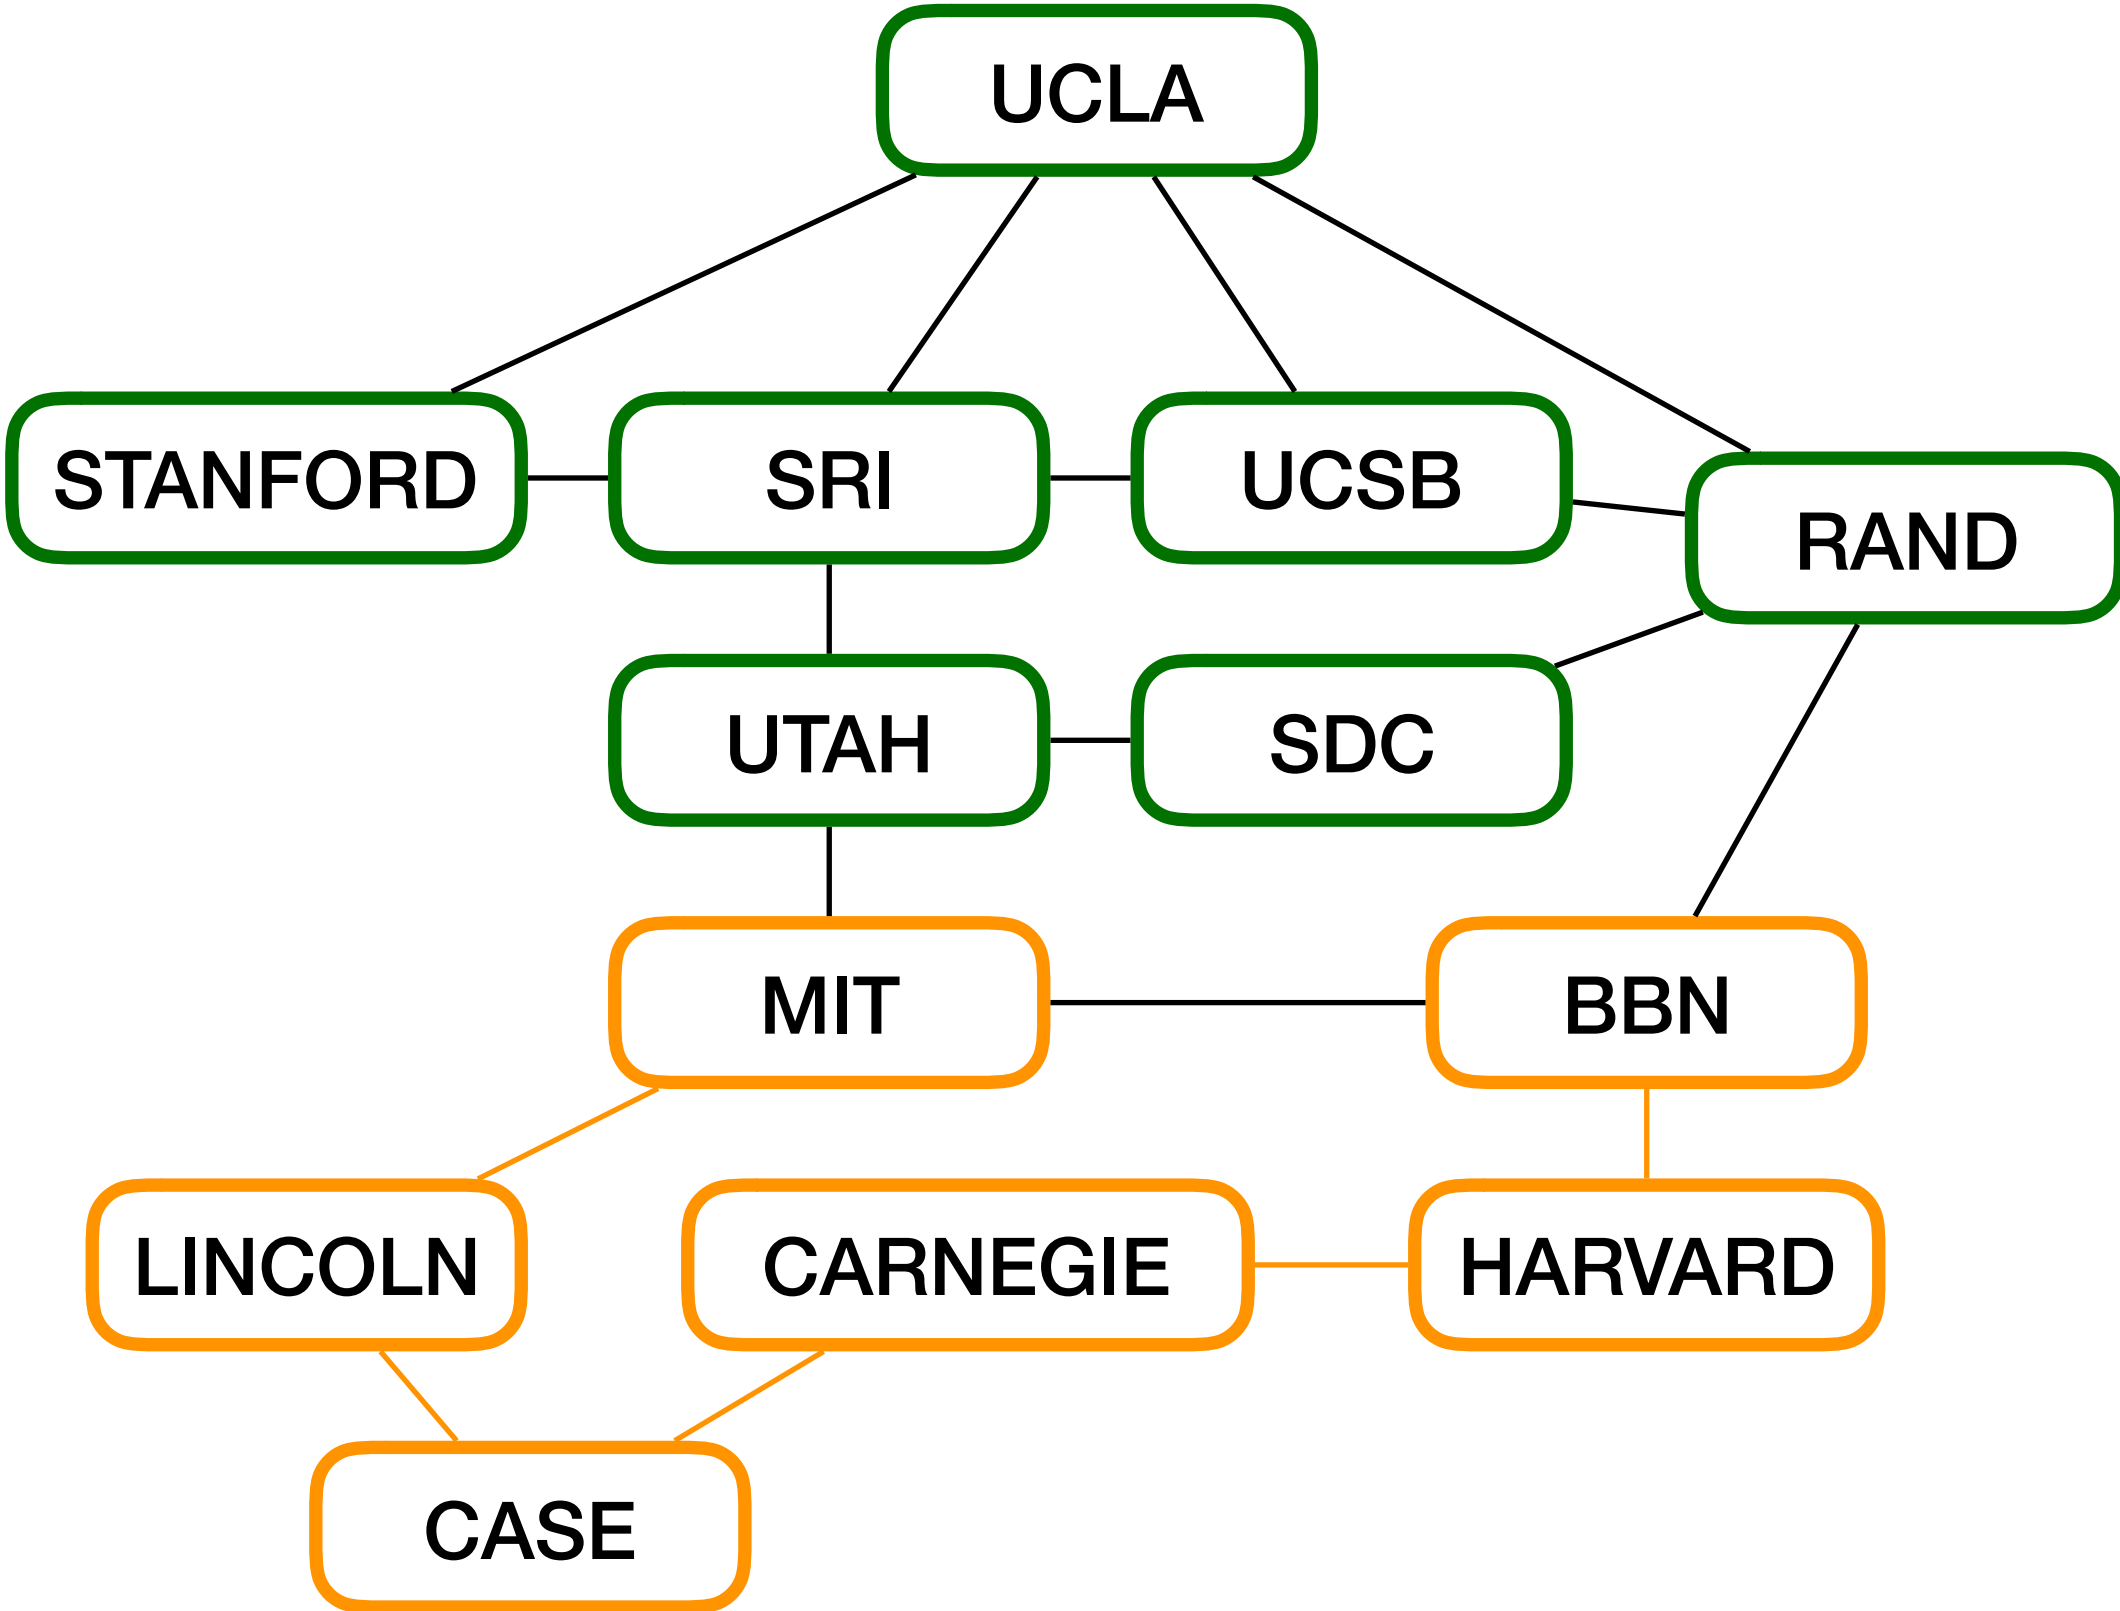 UCLA
STANFORD
SRI
UCSB
RAND
UTAH
SDC
MIT
BBN
LINCOLN
CARNEGIE
HARVARD
CASE